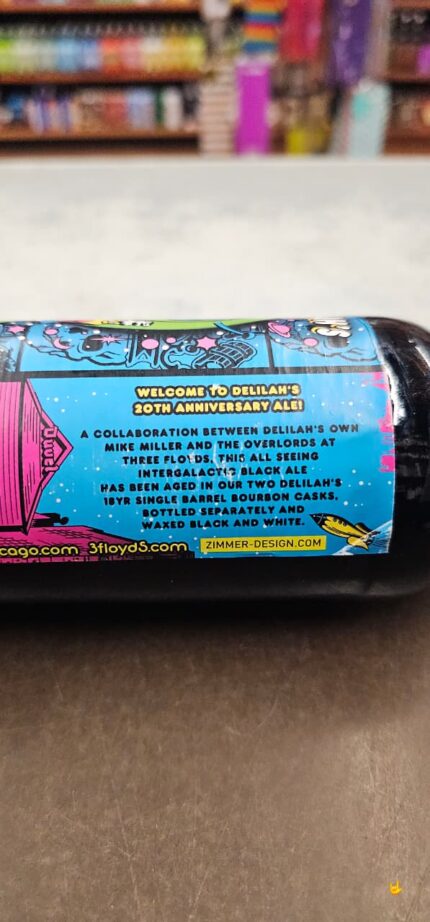 WELCOME TO DELILAH'S
20TH ANNIVERSARY ALE!
A COLLABORATION BETWEEN DELILAH'S OWN
MIKE MILLER AND THE OVERLORDS AT
THREE FLOYDS, THIS ALL SEEING
INTERGALACTIC BLACK ALE
HAS BEEN AGED IN OUR TWO DELILAH'S
18YR SINGLE BARREL BOURBON CASKS,
BOTTLED SEPARATELY AND
WAXED BLACK AND WHITE.
cago.com 3floyds.com ZIMMER-DESIGN.COM